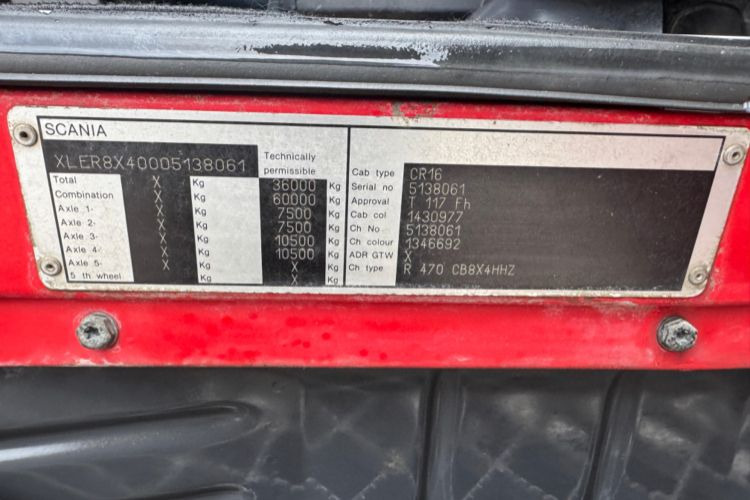 SCANIA
XLER8X40005138061 Technically permissible
Total X Kg 36000 Kg
Combination X Kg 60000 Kg
Axle 1- X Kg 7500 Kg
Axle 2- X Kg 7500 Kg
Axle 3- X Kg 10500 Kg
Axle 4- X Kg 10500 Kg
Axle 5- X Kg X Kg
5 th wheel X Kg
Cab type CR16
Serial no 5138061
Approval T 117 Fh
Cab col 1430977
Ch No 5138061
Ch colour 1346692
ADR GTW X
Ch type R 470 CB8X4HHZ